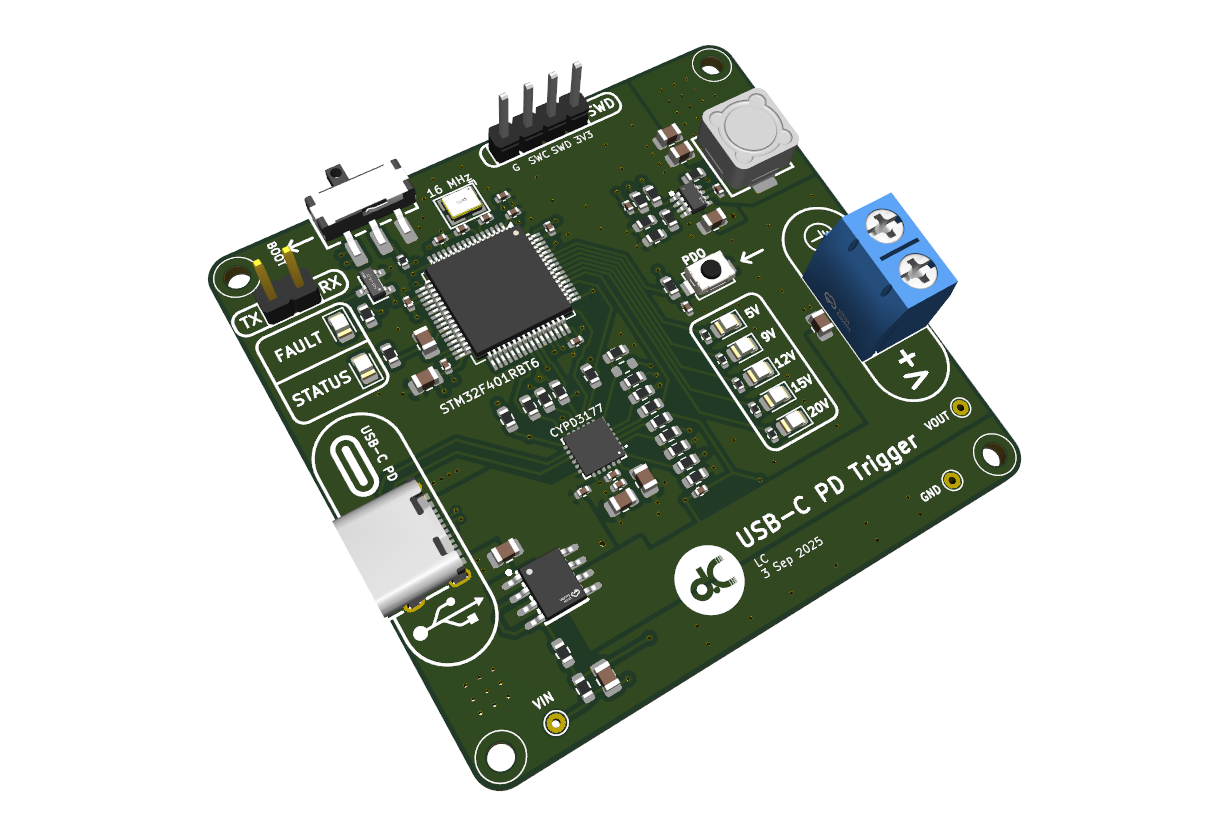 SWD
G SWC SWD 3V3
16 MHz
BOOT
TX
RX
FAULT
STATUS
STM32F401RBT6
PDO
5V
9V
12V
15V
20V
CYPD3177
USB-C PD
V+
VOUT
GND
USB-C PD Trigger
LC
3 Sep 2025
VIN